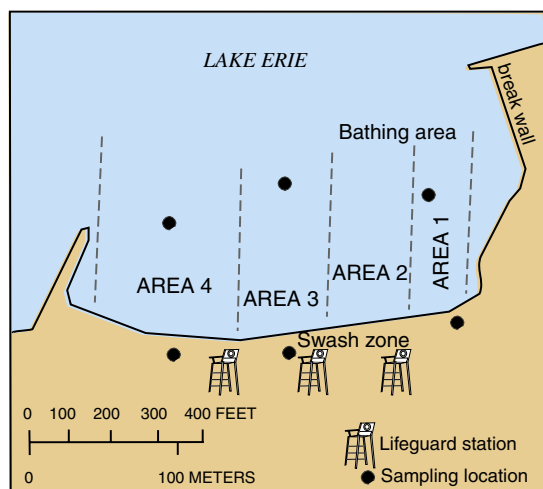 LAKE ERIE
break wall
Bathing area
AREA 1
AREA 2
AREA 3
AREA 4
Swash zone
0 100 200 300 400 FEET
0 100 METERS
Lifeguard station
Sampling location